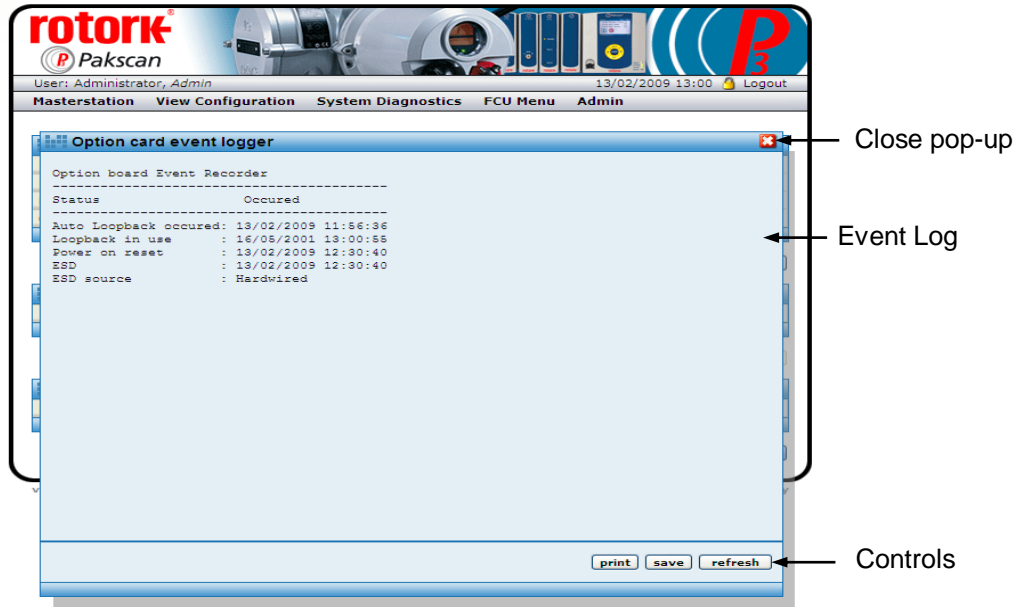 rotork®
Pakscan
P3
User: Administrator, Admin 13/02/2009 13:00 Logout
Masterstation View Configuration System Diagnostics FCU Menu Admin
Option card event logger
Close pop-up
Option board Event Recorder
------------------------------------------
Status Occured
------------------------------------------
Auto Loopback occured: 13/02/2009 11:56:36
Loopback in use : 16/05/2001 13:00:55
Event Log
Power on reset : 13/02/2009 12:30:40
ESD : 13/02/2009 12:30:40
ESD source : Hardwired
print save refresh
Controls